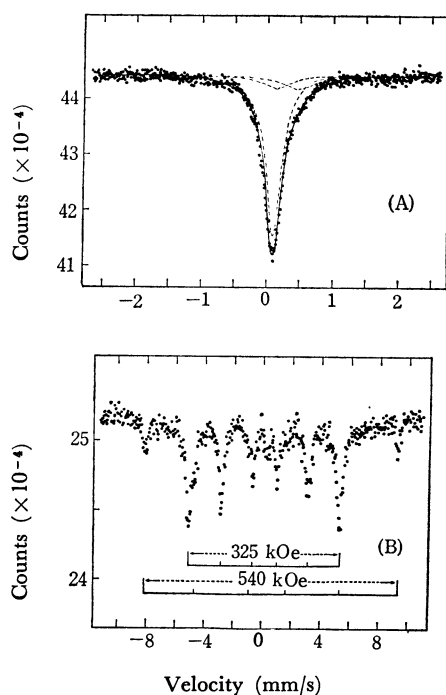 44
43
42
41
Counts (×10⁻⁴)
(A)
−2 −1 0 1 2
25
24
Counts (×10⁻⁴)
325 kOe
(B)
540 kOe
−8 −4 0 4 8
Velocity (mm/s)